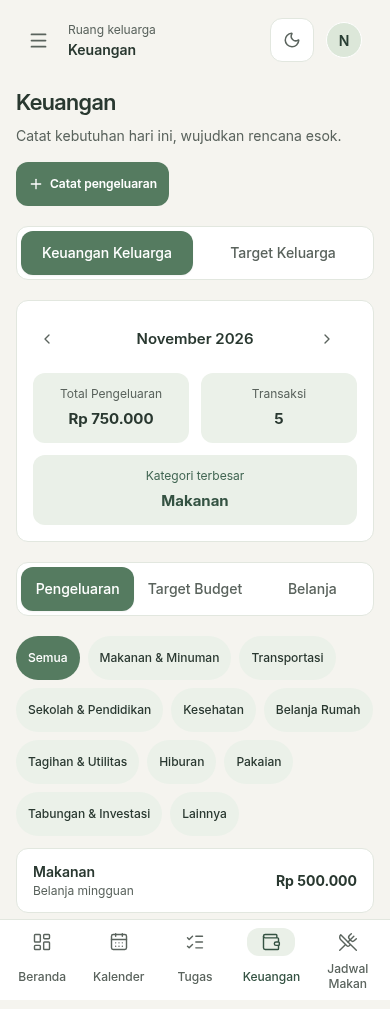 Ruang keluarga
Keuangan
N
Keuangan
Catat kebutuhan hari ini, wujudkan rencana esok.
Catat pengeluaran
Keuangan Keluarga
Target Keluarga
November 2026
Total Pengeluaran
Rp 750.000
Transaksi
5
Kategori terbesar
Makanan
Pengeluaran
Target Budget
Belanja
Semua
Makanan & Minuman
Transportasi
Sekolah & Pendidikan
Kesehatan
Belanja Rumah
Tagihan & Utilitas
Hiburan
Pakaian
Tabungan & Investasi
Lainnya
Makanan
Belanja mingguan
Rp 500.000
Beranda
Kalender
Tugas
Keuangan
Jadwal
Makan